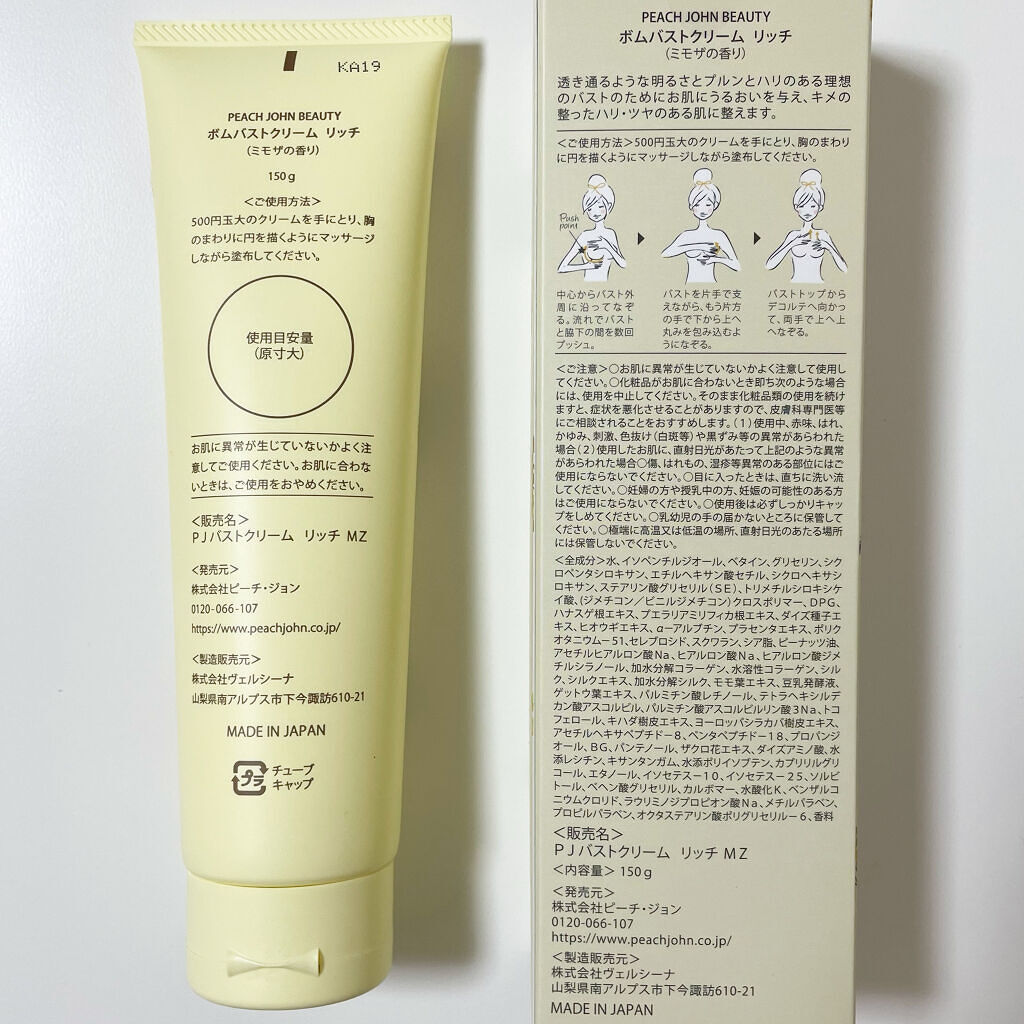 KA19
PEACH JOHN BEAUTY
ボムバストクリーム リッチ
（ミモザの香り）
150g
＜ご使用方法＞
500円玉大のクリームを手にとり、胸
のまわりに円を描くようにマッサージ
しながら塗布してください。
使用目安量
（原寸大）
お肌に異常が生じていないかよく注
意してご使用ください。お肌に合わな
いときは、ご使用をおやめください。
＜販売名＞
PJバストクリーム リッチ MZ
＜発売元＞
株式会社ピーチ・ジョン
0120-066-107
https://www.peachjohn.co.jp/
＜製造販売元＞
株式会社ヴェルシーナ
山梨県南アルプス市下今諏訪610-21
MADE IN JAPAN
プラ
チューブ
キャップ
PEACH JOHN BEAUTY
ボムバストクリーム リッチ
（ミモザの香り）
透き通るような明るさとプルンとハリのある理想
のバストのためにお肌にうるおいを与え、キメの
整ったハリ・ツヤのある肌に整えます。
＜ご使用方法＞500円玉大のクリームを手にとり、胸のまわり
に円を描くようにマッサージしながら塗布してください。
Push
point
中心からバスト外
周に沿ってなぞ
る。流れでバスト
と脇下の間を数回
プッシュ。
バストを片手で支
えながら、もう片方
の手で下から上へ
丸みを包み込むよ
うになぞる。
バストトップから
デコルテへ向かっ
て、両手で上へ上
へなぞる。
＜ご注意＞○お肌に異常が生じていないかよく注意して使用し
てください。○化粧品がお肌に合わないとき即ち次のような場合
には、使用を中止してください。そのまま化粧品類の使用を続け
ますと、症状を悪化させることがありますので、皮膚科専門医等
にご相談されることをおすすめします。（1）使用中、赤味、はれ、
かゆみ、刺激、色抜け（白斑等）や黒ずみ等の異常があらわれた
場合（2）使用したお肌に、直射日光があたって上記のような異常
があらわれた場合○傷、はれもの、湿疹等異常のある部位にはご
使用にならないでください。○目に入ったときは、直ちに洗い流
してください。○妊婦の方や授乳中の方、妊娠の可能性のある方
はご使用にならないでください。○使用後は必ずしっかりキャッ
プをしめてください。○乳幼児の手の届かないところに保管して
ください。○極端に高温又は低温の場所、直射日光のあたる場所
には保管しないでください。
＜全成分＞水、イソペンチルジオール、ベタイン、グリセリン、シク
ロペンタシロキサン、エチルヘキサン酸セチル、シクロヘキサシ
ロキサン、ステアリン酸グリセリル（SE）、トリメチルシロキシケ
イ酸、（ジメチコン／ビニルジメチコン）クロスポリマー、DPG、
ハナスゲ根エキス、プエラリアミリフィカ根エキス、ダイズ種子エ
キス、ヒオウギエキス、α－アルブチン、プラセンタエキス、ポリク
オタニウム－51、セレブロシド、スクワラン、シア脂、ピーナッツ油、
アセチルヒアルロン酸Na、ヒアルロン酸Na、ヒアルロン酸ジメ
チルシラノール、加水分解コラーゲン、水溶性コラーゲン、シル
ク、シルクエキス、加水分解シルク、モモ葉エキス、豆乳発酵液、
ゲットウ葉エキス、パルミチン酸レチノール、テトラヘキシルデ
カン酸アスコルビル、パルミチン酸アスコルビルリン酸3Na、トコ
フェロール、キハダ樹皮エキス、ヨーロッパシラカバ樹皮エキス、
アセチルヘキサペプチド－8、ペンタペプチド－18、プロパンジ
オール、BG、パンテノール、ザクロ花エキス、ダイズアミノ酸、水
添レシチン、キサンタンガム、水添ポリイソブテン、カプリリルグリ
コール、エタノール、イソセテス－10、イソセテス－25、ソルビ
トール、ベヘン酸グリセリル、カルボマー、水酸化K、ベンザルコ
ニウムクロリド、ラウリミノジプロピオン酸Na、メチルパラベン、
プロピルパラベン、オクタステアリン酸ポリグリセリル－6、香料
＜販売名＞
PJバストクリーム リッチ MZ
＜内容量＞ 150g
＜発売元＞
株式会社ピーチ・ジョン
0120-066-107
https://www.peachjohn.co.jp/
＜製造販売元＞
株式会社ヴェルシーナ
山梨県南アルプス市下今諏訪610-21
MADE IN JAPAN